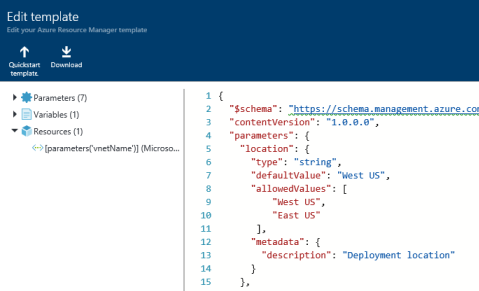 Edit template
Edit your Azure Resource Manager template
Quickstart
template.
Download
Parameters (7)
Variables (1)
Resources (1)
[parameters('vnetName')] (Microso...
1 {
2 "$schema": "https://schema.management.azure.com
3 "contentVersion": "1.0.0.0",
4 "parameters": {
5 "location": {
6 "type": "string",
7 "defaultValue": "West US",
8 "allowedValues": [
9 "West US",
10 "East US"
11 ],
12 "metadata": {
13 "description": "Deployment location"
14 }
15 },